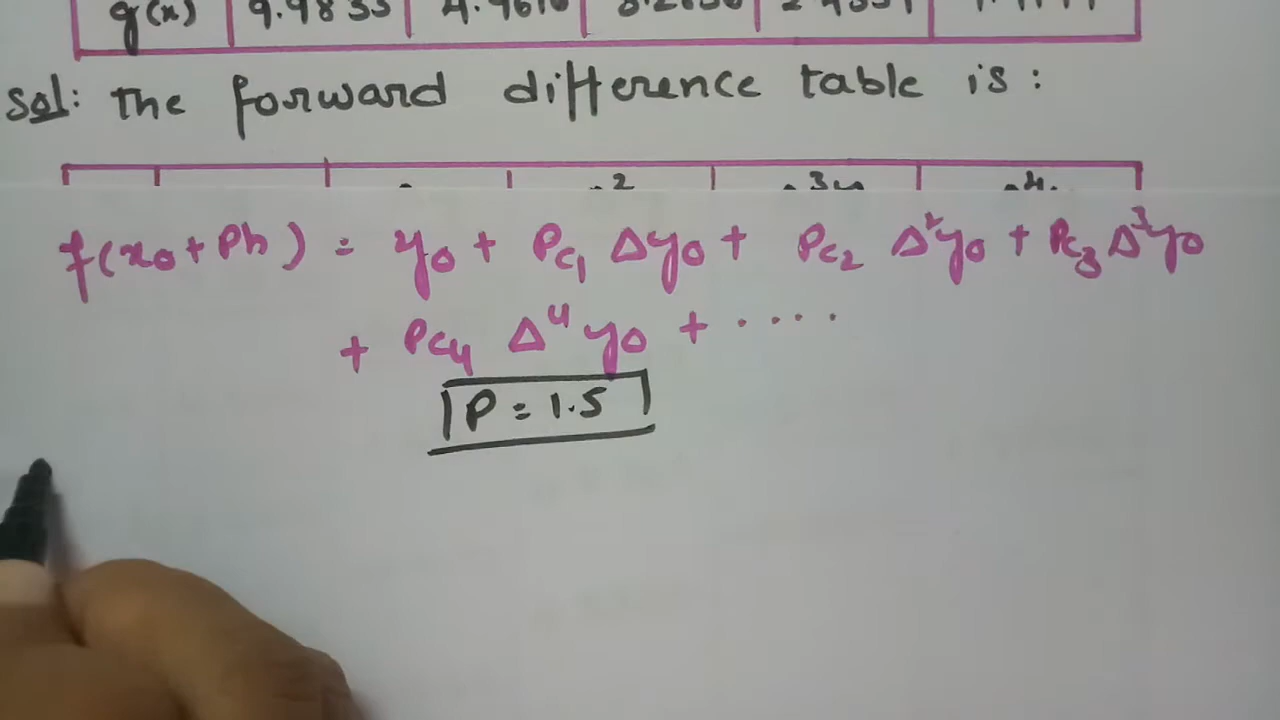 g(x)
Sol: The forward difference table is:
f(x0 + Ph) = y0 + Pc1 Δy0 + Pc2 Δ²y0 + Pc3 Δ³y0
+ Pc4 Δ⁴y0 + .....
P = 1.5